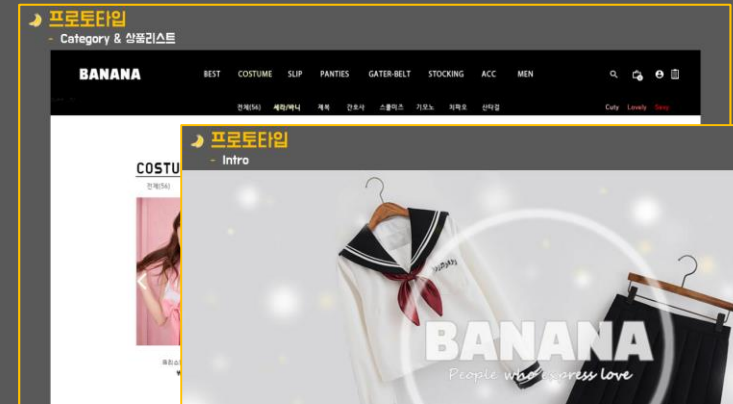 프로토타입
- Category & 상품리스트
BANANA
BEST COSTUME SLIP PANTIES GATER-BELT STOCKING ACC MEN
전체(56) 세라/바니 제복 간호사 스쿨미즈 기모노 치파오 산타걸
Cuty Lovely Sexy
프로토타입
- Intro
COSTU
전체(56)
BANANA
People who express love